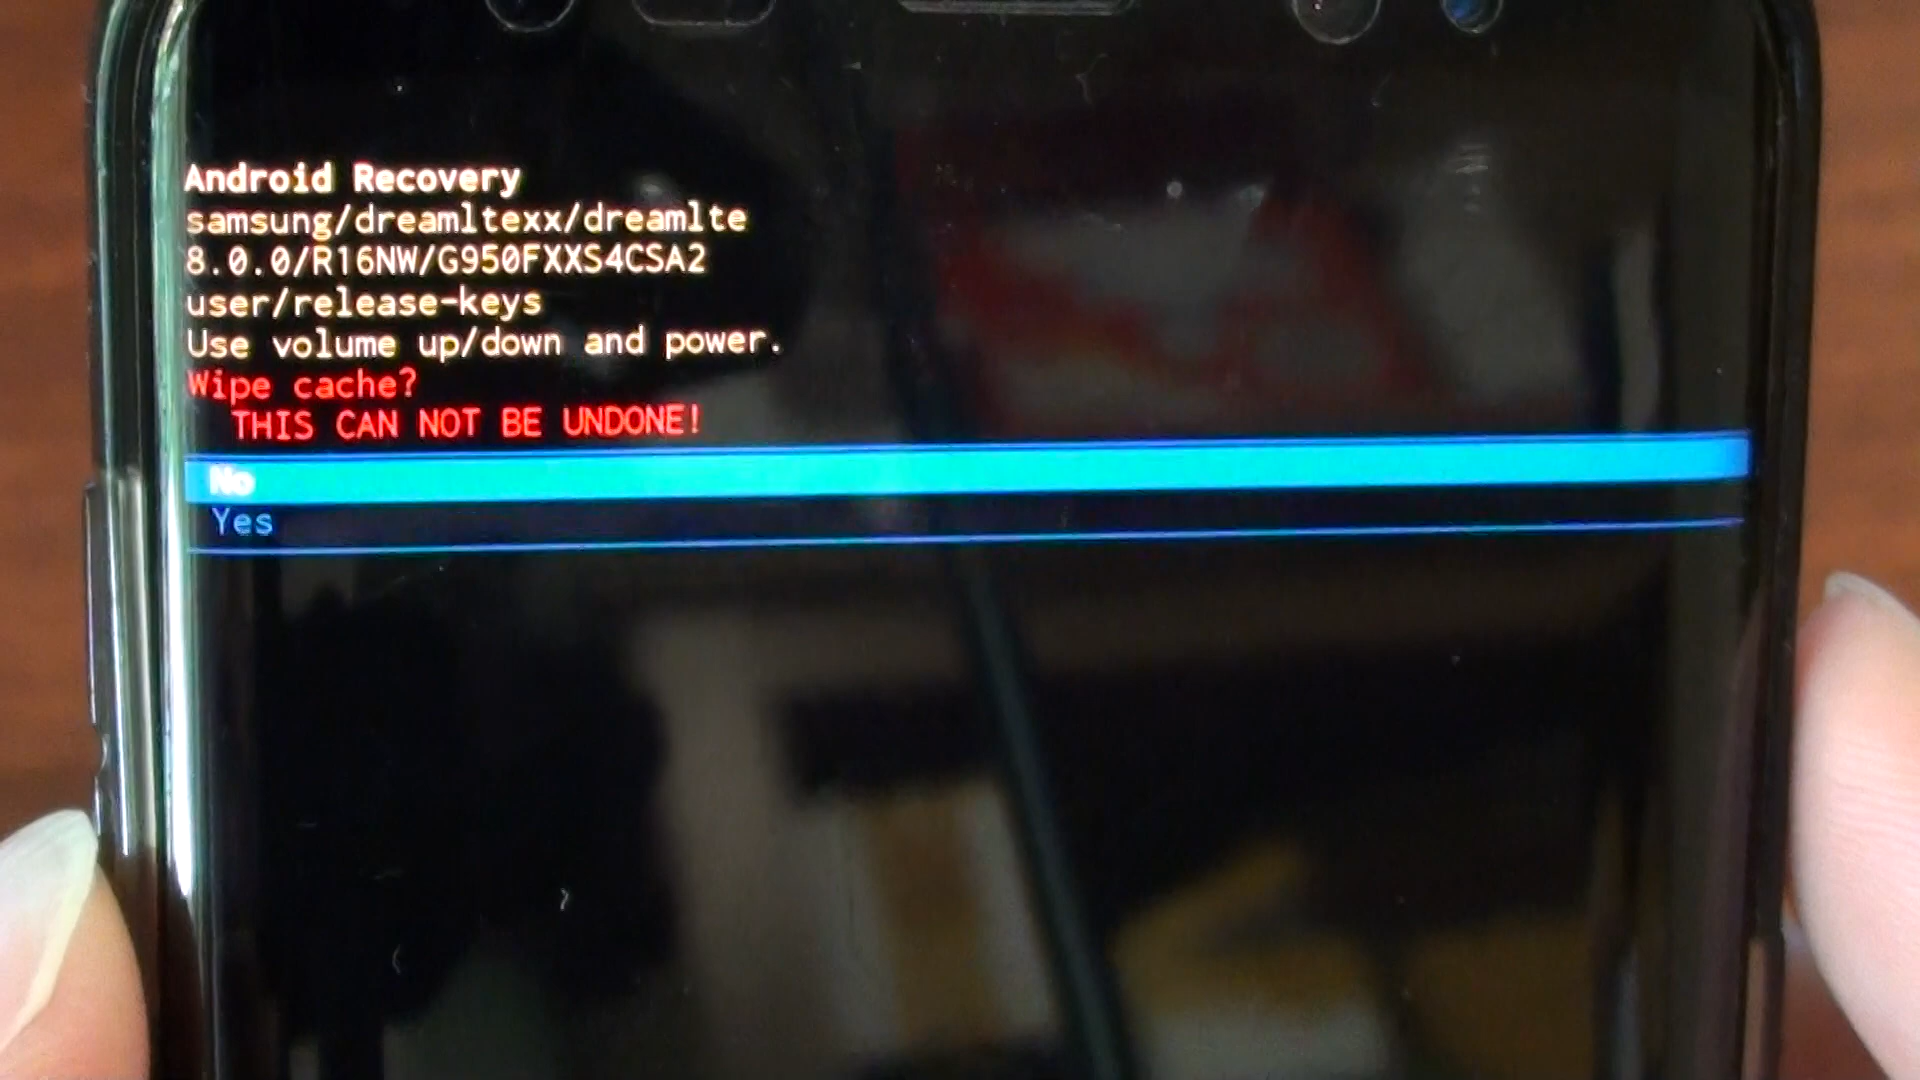 Android Recovery
samsung/dreamltexx/dreamlte
8.0.0/R16NW/G950FXXS4CSA2
user/release-keys
Use volume up/down and power.
Wipe cache?
THIS CAN NOT BE UNDONE!
No
Yes